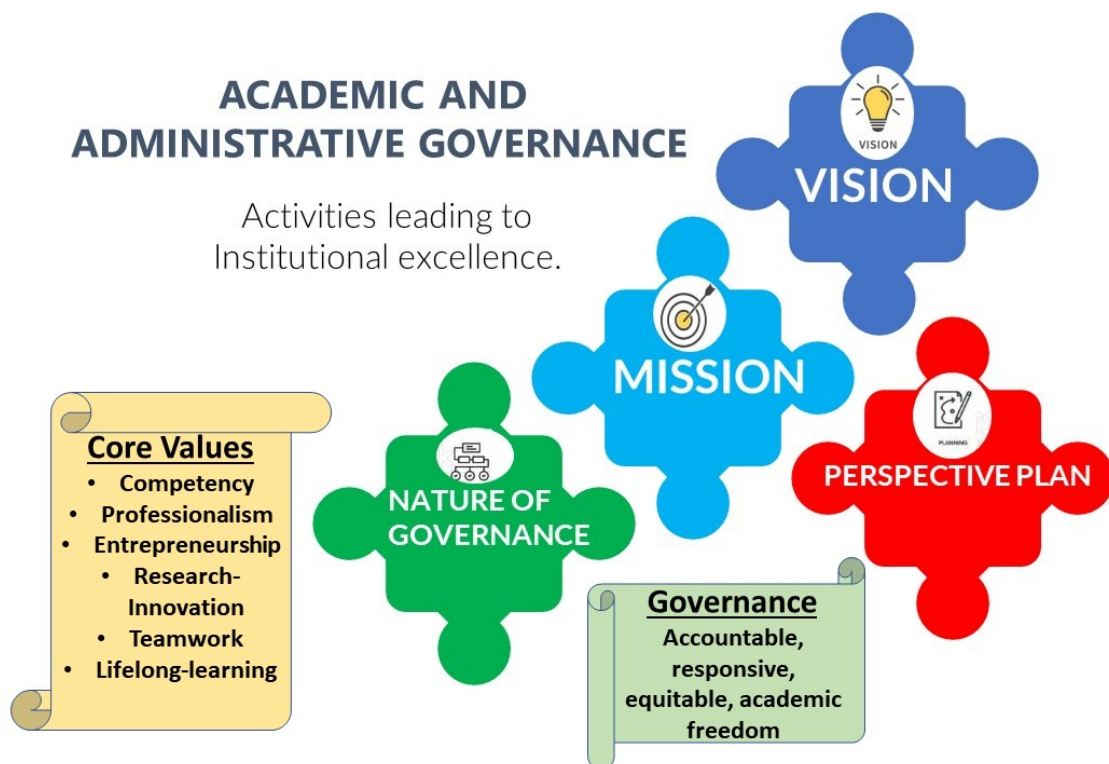 ACADEMIC AND
ADMINISTRATIVE GOVERNANCE
Activities leading to
Institutional excellence.
VISION
VISION
MISSION
PLANNING
PERSPECTIVE PLAN
NATURE OF
GOVERNANCE
Core Values
• Competency
• Professionalism
• Entrepreneurship
• Research-
Innovation
• Teamwork
• Lifelong-learning
Governance
Accountable,
responsive,
equitable, academic
freedom